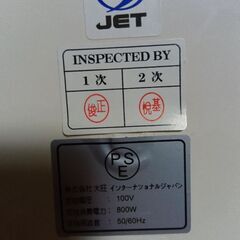 JET
INSPECTED BY
1次 2次
PS
E
株式会社 大旺 インターナショナルジャパン
: 100V
: 800W
: 50/60Hz